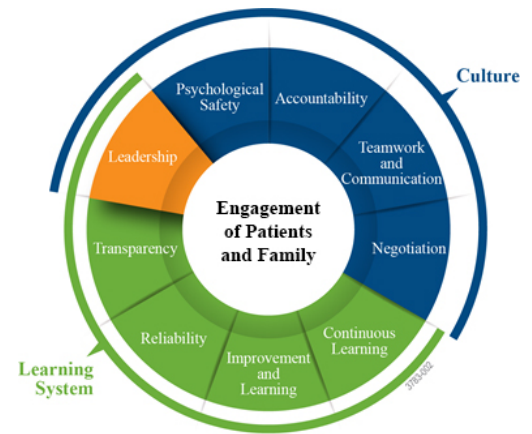 Culture
Psychological
Safety
Accountability
Teamwork
and
Communication
Negotiation
Leadership
Engagement
of Patients
and Family
Transparency
Reliability
Improvement
and
Learning
Continuous
Learning
Learning
System
3783-002